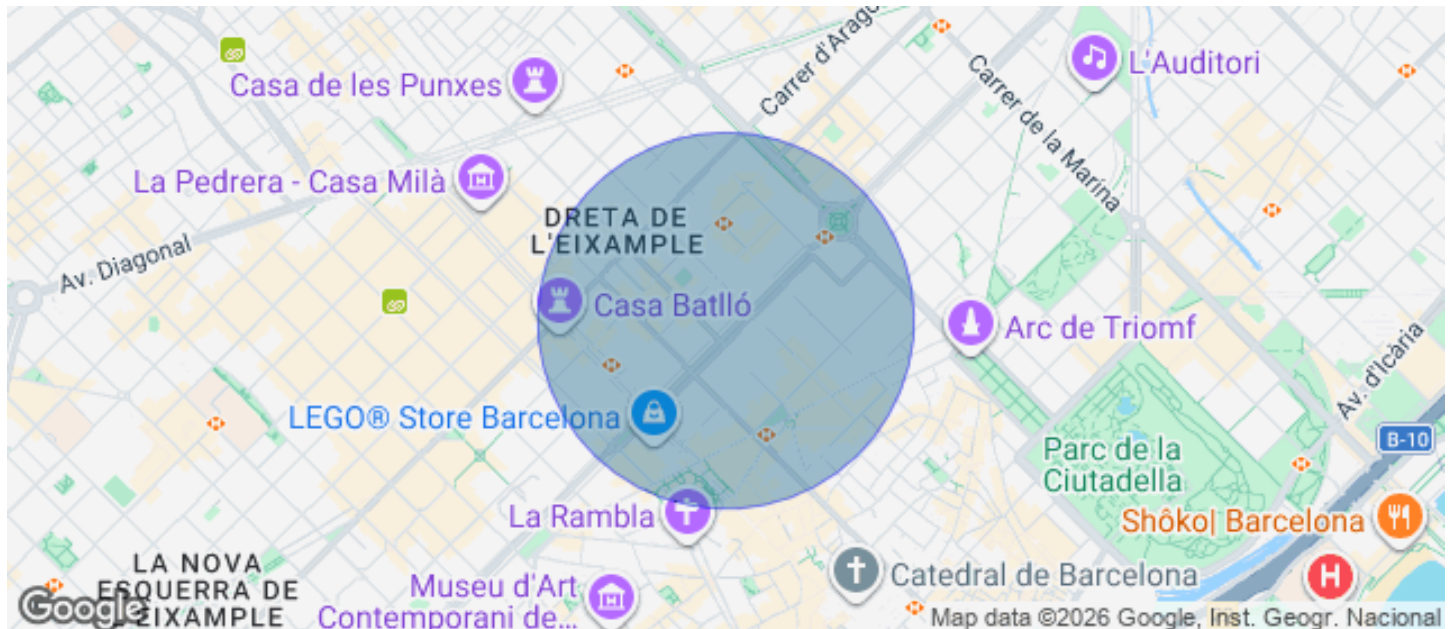 Carrer d'Arago
L'Auditori
Casa de les Punxes
Carrer de la Marina
La Pedrera - Casa Milà
DRETA DE
L'EIXAMPLE
Av. Diagonal
Casa Batlló
Arc de Triomf
Av. d'Icària
LEGO® Store Barcelona
B-10
Parc de la
Ciutadella
La Rambla
Shôko| Barcelona
LA NOVA
ESQUERRA DE
L'EIXAMPLE
Museu d'Art
Contemporani de...
Catedral de Barcelona
H
Google
Map data ©2026 Google, Inst. Geogr. Nacional